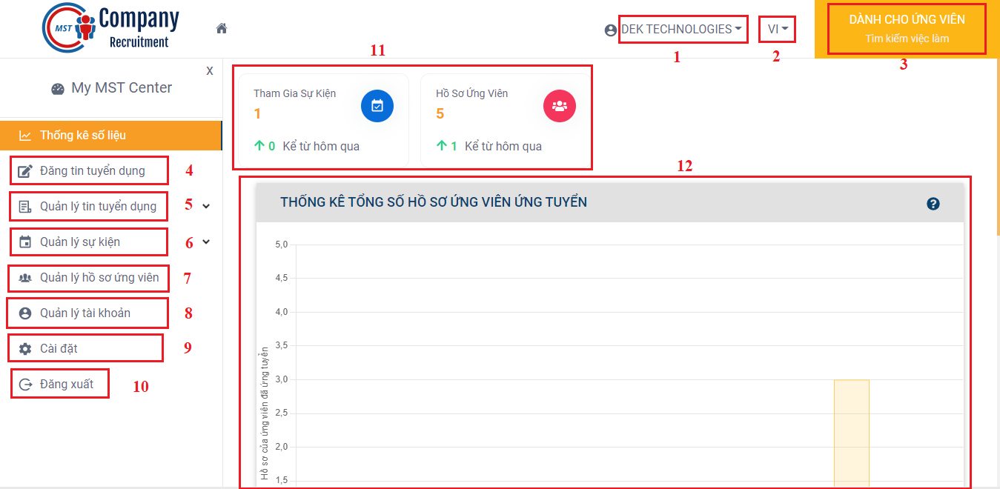 MST Company
Recruitment
DEK TECHNOLOGIES
VI
DÀNH CHO ỨNG VIÊN
Tìm kiếm việc làm
1
2
3
X
My MST Center
Thống kê số liệu
Đăng tin tuyển dụng
4
Quản lý tin tuyển dụng
5
Quản lý sự kiện
6
Quản lý hồ sơ ứng viên
7
Quản lý tài khoản
8
Cài đặt
9
Đăng xuất
10
11
Tham Gia Sự Kiện
1
0 Kể từ hôm qua
Hồ Sơ Ứng Viên
5
1 Kể từ hôm qua
12
THỐNG KÊ TỔNG SỐ HỒ SƠ ỨNG VIÊN ỨNG TUYỂN
?
Hồ sơ của ứng viên đã ứng tuyển
5,0
4,5
4,0
3,5
3,0
2,5
2,0
1,5